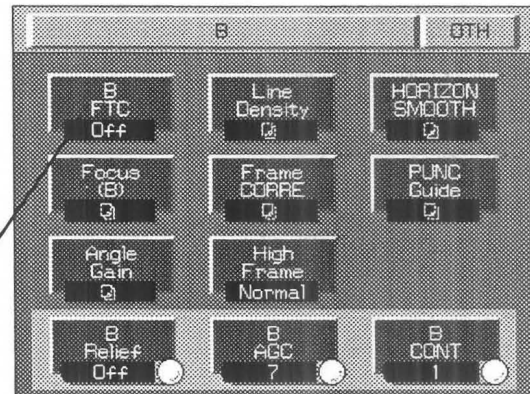 B OTH
B
FTC
Off
Line
Density
HORIZON
SMOOTH
Focus
(B)
Frame
CORRE
PUNC
Guide
Angle
Gain
High
Frame
Normal
B
Relief
Off
B
AGC
7
B
CONT
1